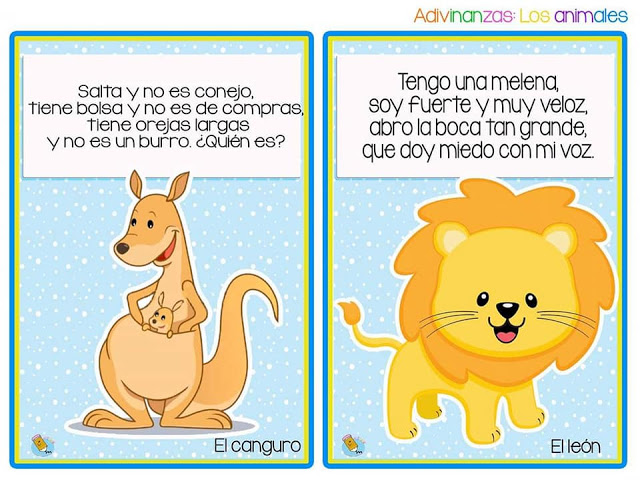 Adivinanzas: Los animales
Salta y no es conejo,
tiene bolsa y no es de compras,
tiene orejas largas
y no es un burro. ¿Quién es?
El canguro
Tengo una melena,
soy fuerte y muy veloz,
abro la boca tan grande,
que doy miedo con mi voz.
El león